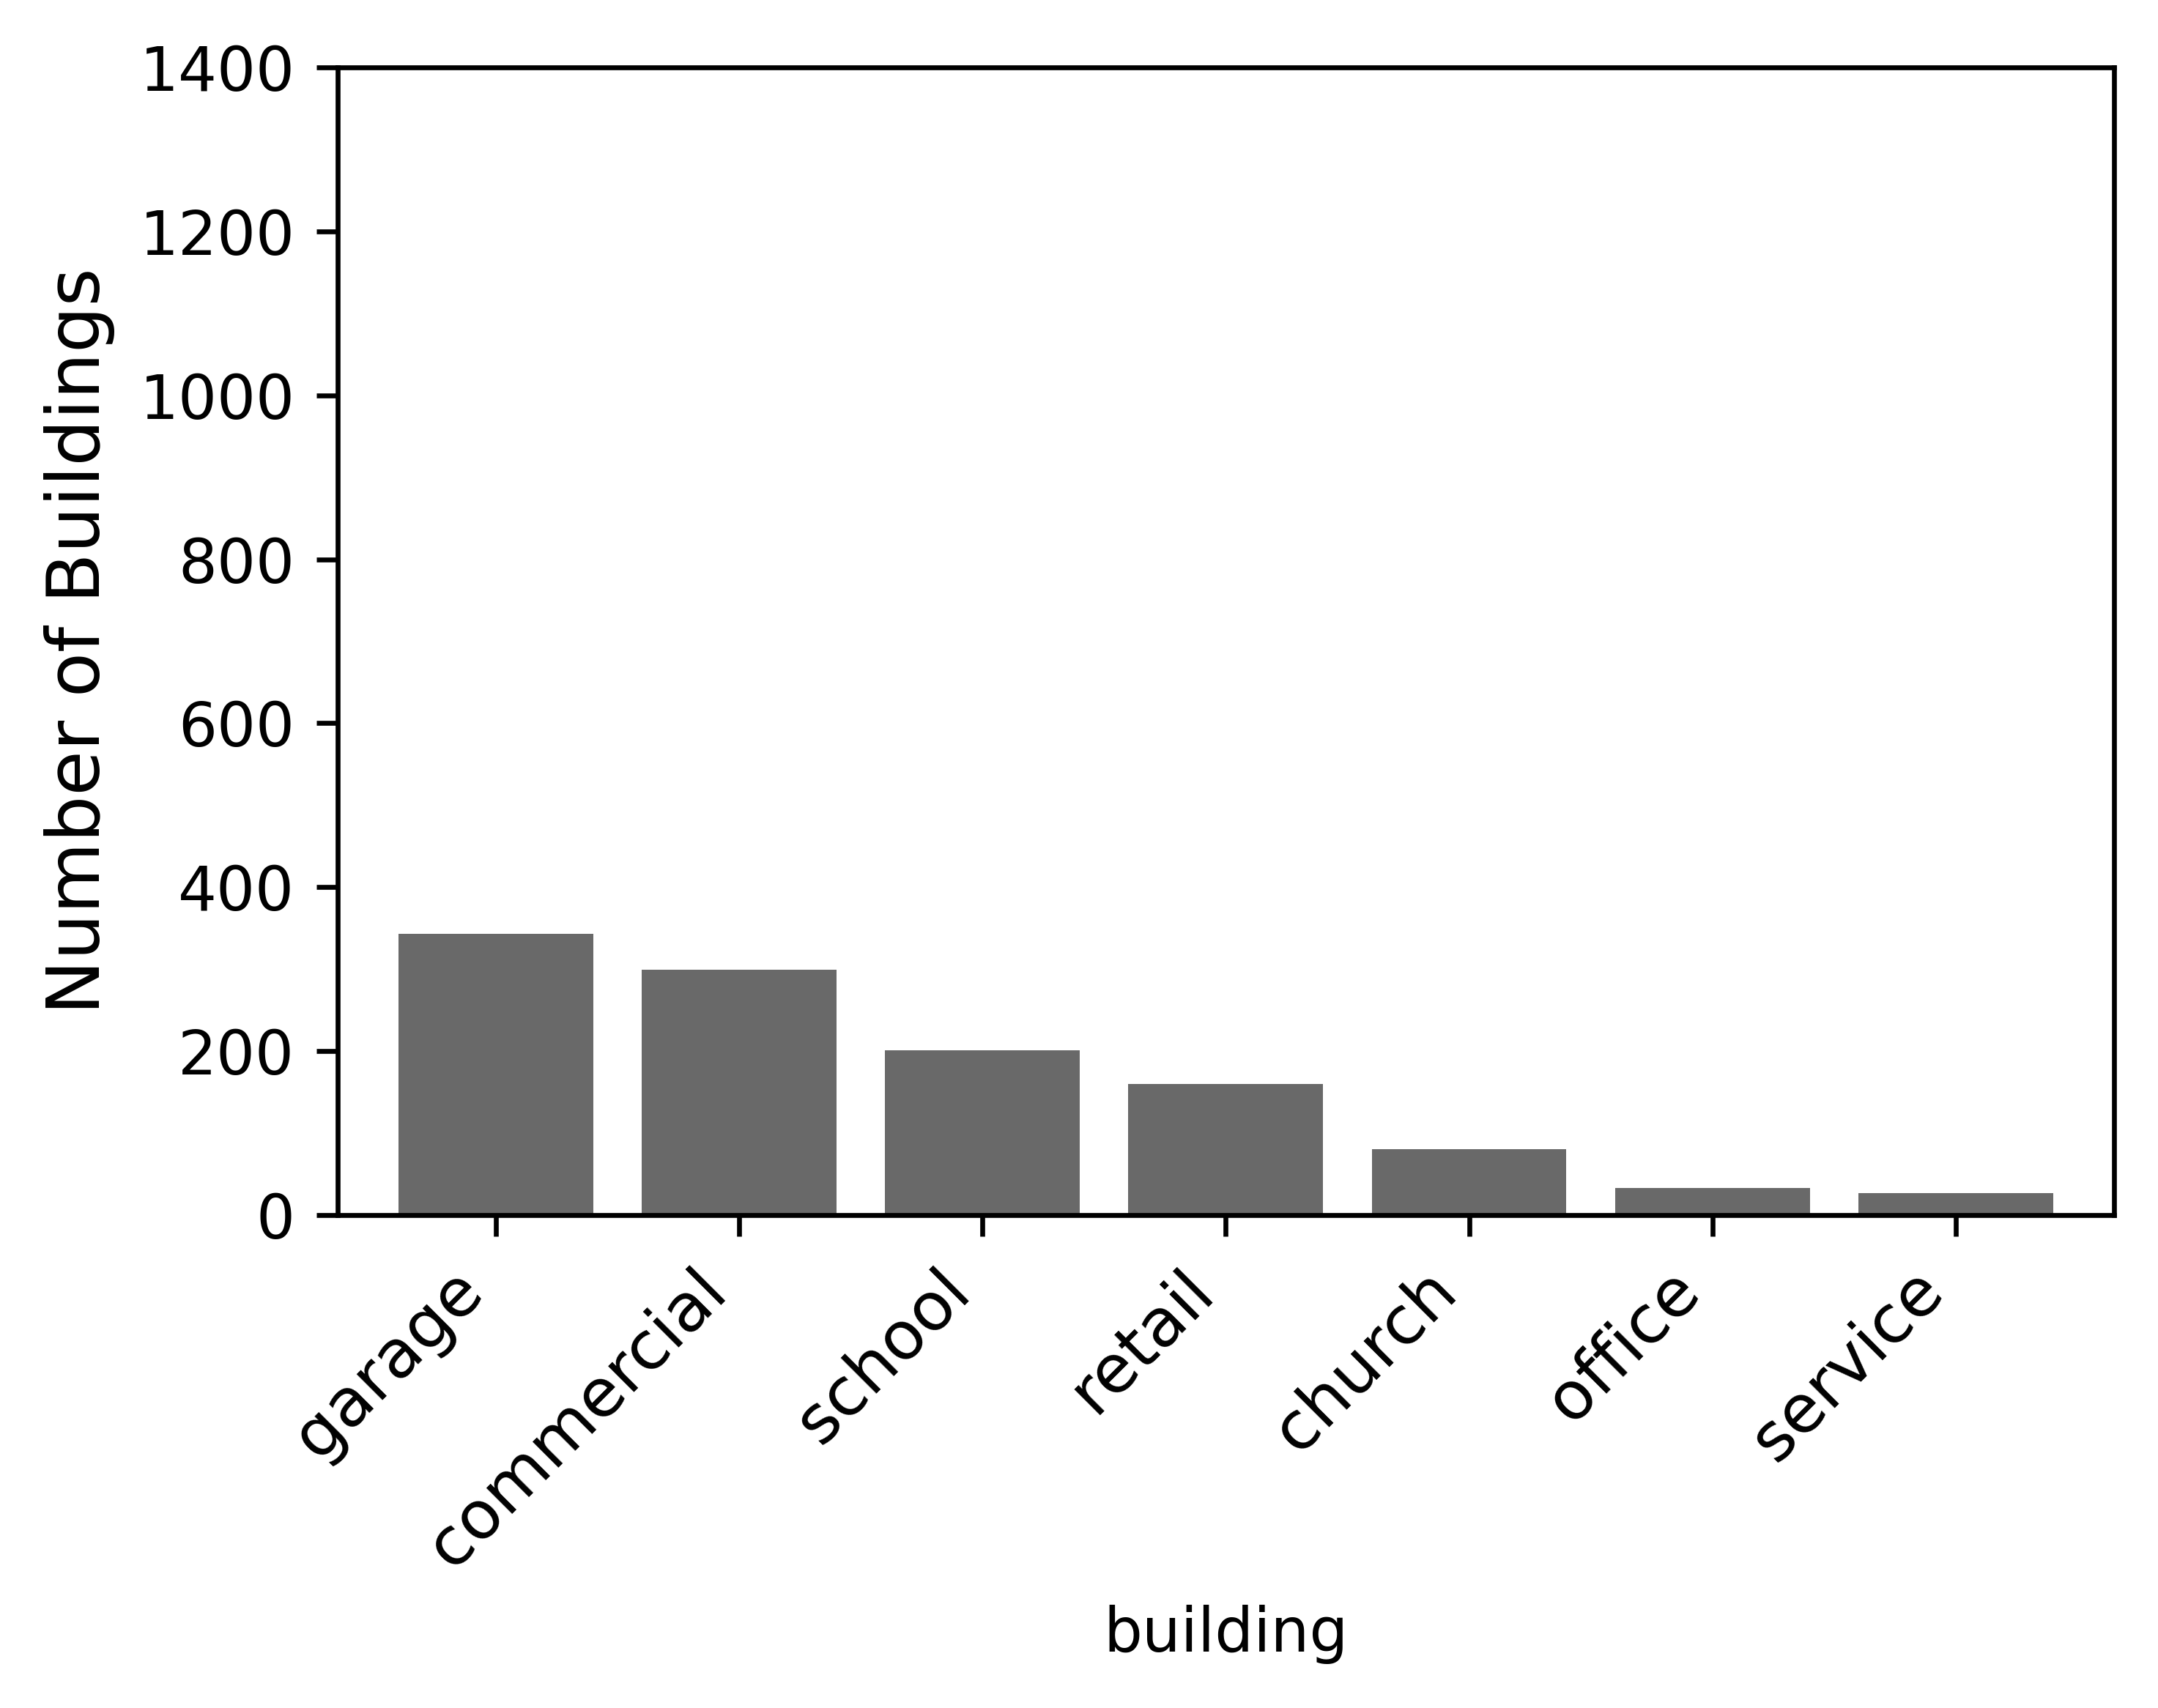 1400
1200
1000
800
600
400
200
0
Number of Buildings
garage
commercial
school
retail
church
office
service
building